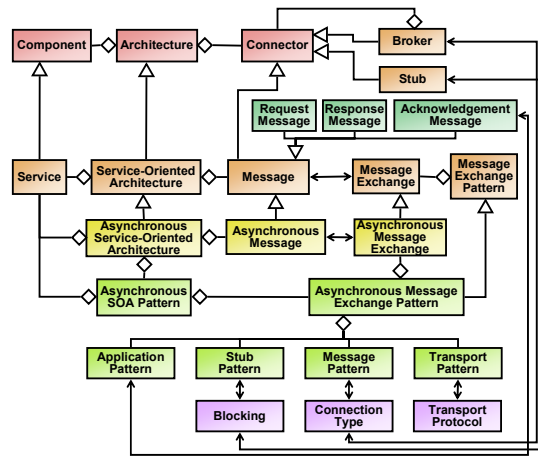 Component
Architecture
Connector
Broker
Stub
Request
Message
Response
Message
Acknowledgement
Message
Service
Service-Oriented
Architecture
Message
Message
Exchange
Message
Exchange
Pattern
Asynchronous
Service-Oriented
Architecture
Asynchronous
Message
Asynchronous
Message
Exchange
Asynchronous
SOA Pattern
Asynchronous Message
Exchange Pattern
Application
Pattern
Stub
Pattern
Message
Pattern
Transport
Pattern
Blocking
Connection
Type
Transport
Protocol